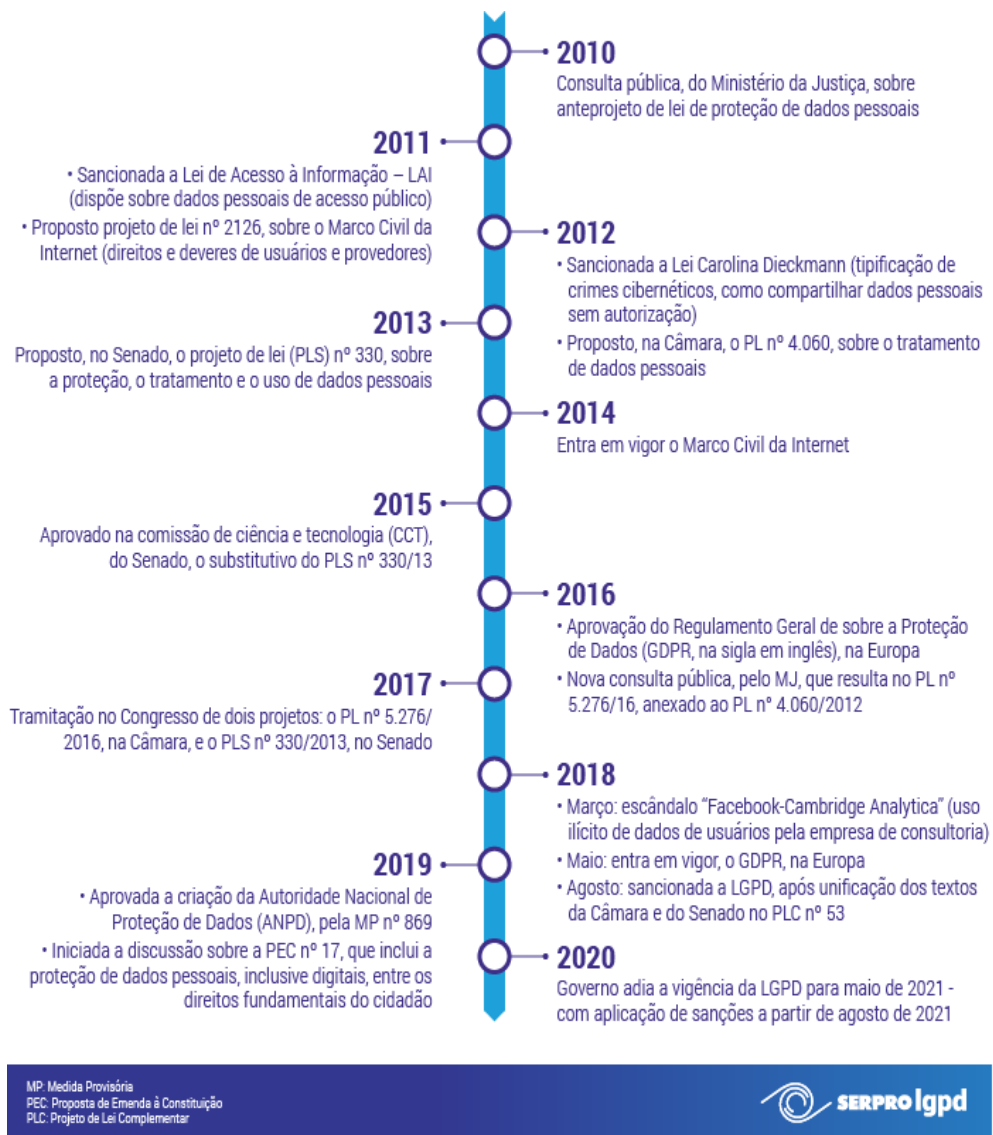 2010
Consulta pública, do Ministério da Justiça, sobre
anteprojeto de lei de proteção de dados pessoais
2011
• Sancionada a Lei de Acesso à Informação – LAI
(dispõe sobre dados pessoais de acesso público)
• Proposto projeto de lei nº 2126, sobre o Marco Civil da
Internet (direitos e deveres de usuários e provedores)
2012
• Sancionada a Lei Carolina Dieckmann (tipificação de
crimes cibernéticos, como compartilhar dados pessoais
sem autorização)
• Proposto, na Câmara, o PL nº 4.060, sobre o tratamento
de dados pessoais
2013
Proposto, no Senado, o projeto de lei (PLS) nº 330, sobre
a proteção, o tratamento e o uso de dados pessoais
2014
Entra em vigor o Marco Civil da Internet
2015
Aprovado na comissão de ciência e tecnologia (CCT),
do Senado, o substitutivo do PLS nº 330/13
2016
• Aprovação do Regulamento Geral de sobre a Proteção
de Dados (GDPR, na sigla em inglês), na Europa
• Nova consulta pública, pelo MJ, que resulta no PL nº
5.276/16, anexado ao PL n° 4.060/2012
2017
Tramitação no Congresso de dois projetos: o PL nº 5.276/
2016, na Câmara, e o PLS nº 330/2013, no Senado
2018
• Março: escândalo “Facebook-Cambridge Analytica” (uso
ilícito de dados de usuários pela empresa de consultoria)
• Maio: entra em vigor, o GDPR, na Europa
• Agosto: sancionada a LGPD, após unificação dos textos
da Câmara e do Senado no PLC nº 53
2019
• Aprovada a criação da Autoridade Nacional de
Proteção de Dados (ANPD), pela MP nº 869
• Iniciada a discussão sobre a PEC nº 17, que inclui a
proteção de dados pessoais, inclusive digitais, entre os
direitos fundamentais do cidadão
2020
Governo adia a vigência da LGPD para maio de 2021 -
com aplicação de sanções a partir de agosto de 2021
MP: Medida Provisória
PEC: Proposta de Emenda à Constituição
PLC: Projeto de Lei Complementar
SERPRO lgpd